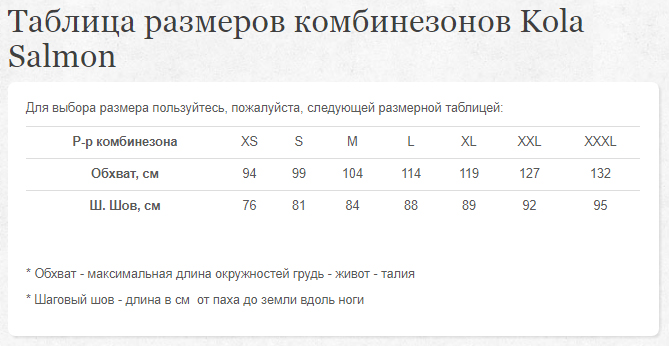 Таблица размеров комбинезонов Kola
Salmon
Для выбора размера пользуйтесь, пожалуйста, следующей размерной таблицей:
Р-р комбинезона XS S M L XL XXL XXXL
Обхват, см 94 99 104 114 119 127 132
Ш. Шов, см 76 81 84 88 89 92 95
* Обхват - максимальная длина окружностей грудь - живот - талия
* Шаговый шов - длина в см от паха до земли вдоль ноги